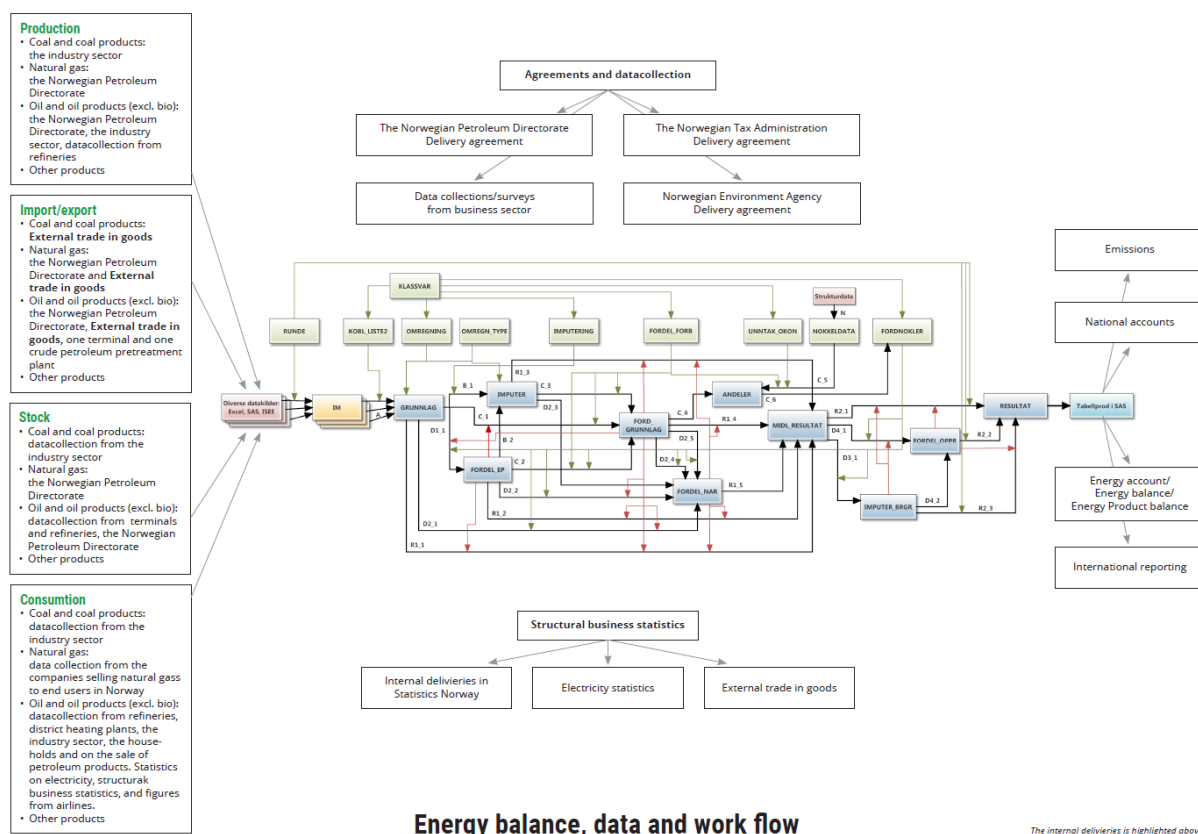 Production
• Coal and coal products:
the industry sector
• Natural gas:
the Norwegian Petroleum
Directorate
• Oil and oil products (excl. bio):
the Norwegian Petroleum
Directorate, the industry
sector, datacollection from
refineries
• Other products
Import/export
• Coal and coal products:
External trade in goods
• Natural gas:
the Norwegian Petroleum
Directorate and External
trade in goods
• Oil and oil products (excl. bio):
the Norwegian Petroleum
Directorate, External trade in
goods, one terminal and one
crude petroleum pretreatment
plant
• Other products
Stock
• Coal and coal products:
datacollection from the
industry sector
• Natural gas:
the Norwegian Petroleum
Directorate
• Oil and oil products (excl. bio):
datacollection from terminals
and refineries, the Norwegian
Petroleum Directorate
• Other products
Consumtion
• Coal and coal products:
datacollection from the
industry sector
• Natural gas:
data collection from the
companies selling natural gass
to end users in Norway
• Oil and oil products (excl. bio):
datacollection from refineries,
district heating plants, the
industry sector, the house-
holds and on the sale of
petroleum products. Statistics
on electricity, structurak
business statistics, and figures
from airlines.
• Other products
Agreements and datacollection
The Norwegian Petroleum Directorate
Delivery agreement
The Norwegian Tax Administration
Delivery agreement
Data collections/surveys
from business sector
Norwegian Environment Agency
Delivery agreement
KLASSVAR
Strukturdata
N
RUNDE
KOBL_LISTE2
OMREGNING
OMREGN_TYPE
IMPUTERING
FORDEL_FORB
UNNTAK_OKON
NOKKELDATA
FORDNOKLER
R1_3
C_5
B_1
IMPUTER
C_3
ANDELER
C_6
Diverse datakilder:
Excel, SAS, ISEE
IM
A
GRUNNLAG
D2_3
C_1
C_4
FORD_
GRUNNLAG
R1_4
MIDL_RESULTAT
R2_1
RESULTAT
Tabellprod i SAS
D1_1
B_2
D2_5
D4_1
FORDEL_OPPR
R2_2
C_2
D2_4
D3_1
FORDEL_EP
D2_2
FORDEL_NAR
R1_5
IMPUTER_BRGR
D4_2
R1_2
R2_3
D2_1
R1_1
Emissions
National accounts
Energy account/
Energy balance/
Energy Product balance
International reporting
Structural business statistics
Internal delivieries in
Statistics Norway
Electricity statistics
External trade in goods
Energy balance, data and work flow
The internal delivieries is highlighted above